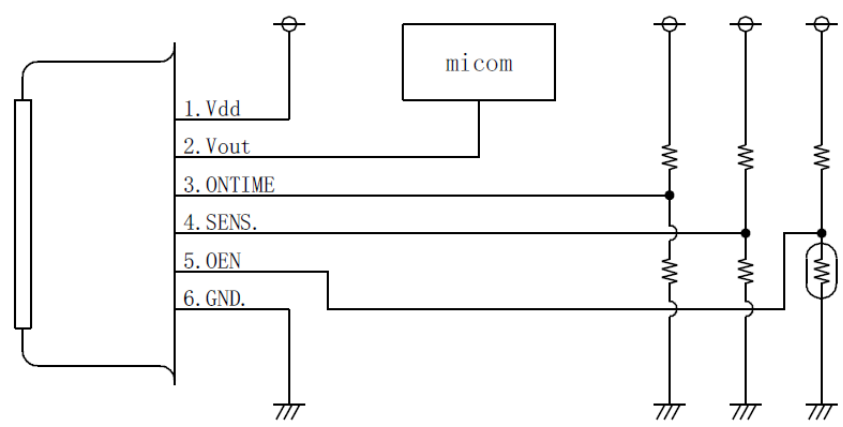 micom
1.Vdd
2.Vout
3.ONTIME
4.SENS.
5.OEN
6.GND.